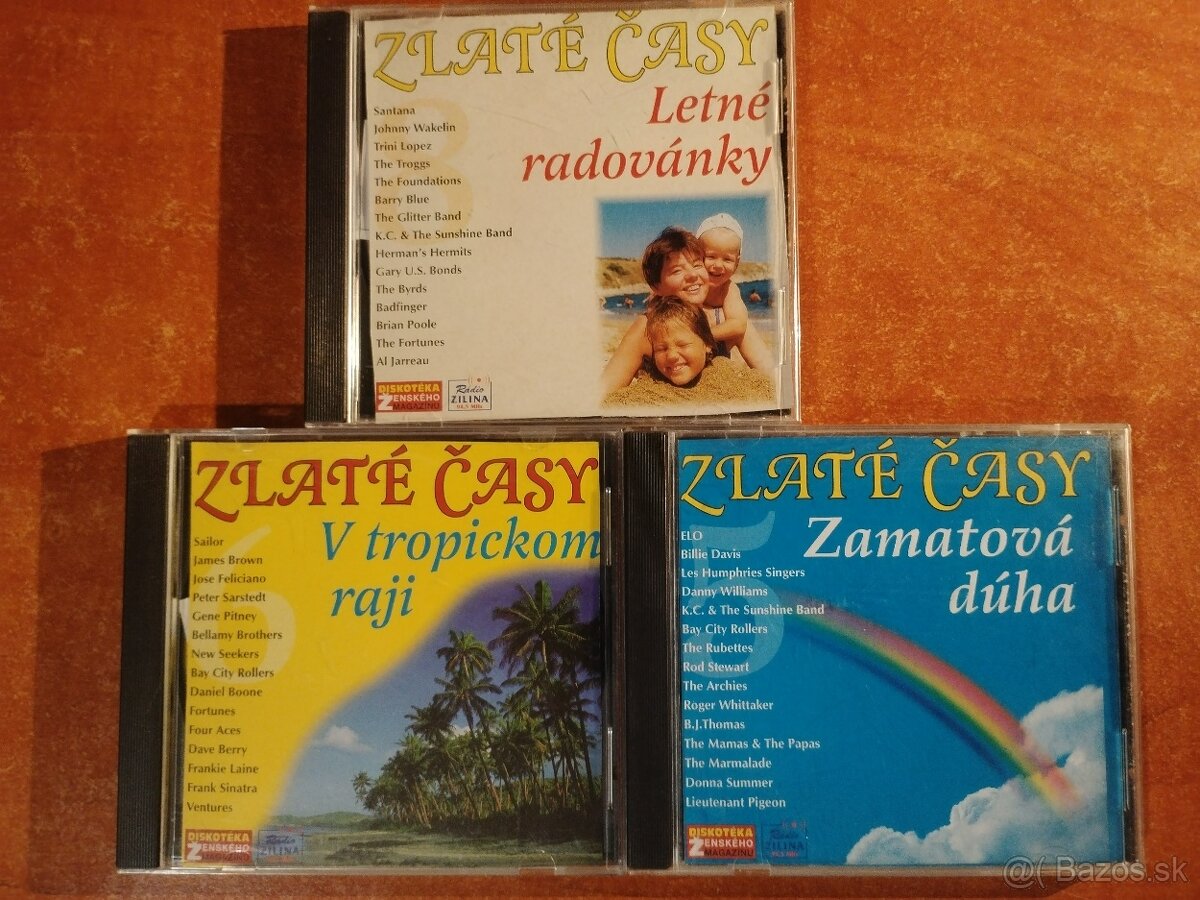 ZLATÉ ČASY
Letné
radovánky
8
Santana
Johnny Wakelin
Trini Lopez
The Troggs
The Foundations
Barry Blue
The Glitter Band
K.C. & The Sunshine Band
Herman's Hermits
Gary U.S. Bonds
The Byrds
Badfinger
Brian Poole
The Fortunes
Al Jarreau
DISKOTÉKA
ŽENSKÉHO
MAGAZÍNU
Radio
ŽILINA
ZLATÉ ČASY
V tropickom
raji
6
Sailor
James Brown
Jose Feliciano
Peter Sarstedt
Gene Pitney
Bellamy Brothers
New Seekers
Bay City Rollers
Daniel Boone
Fortunes
Four Aces
Dave Berry
Frankie Laine
Frank Sinatra
Ventures
DISKOTÉKA
ŽENSKÉHO
MAGAZÍNU
Radio
ŽILINA
ZLATÉ ČASY
Zamatová
dúha
5
ELO
Billie Davis
Les Humphries Singers
Danny Williams
K.C. & The Sunshine Band
Bay City Rollers
The Rubettes
Rod Stewart
The Archies
Roger Whittaker
B.J.Thomas
The Mamas & The Papas
The Marmalade
Donna Summer
Lieutenant Pigeon
DISKOTÉKA
ŽENSKÉHO
MAGAZÍNU
Radio
ŽILINA
@( Bazos.sk